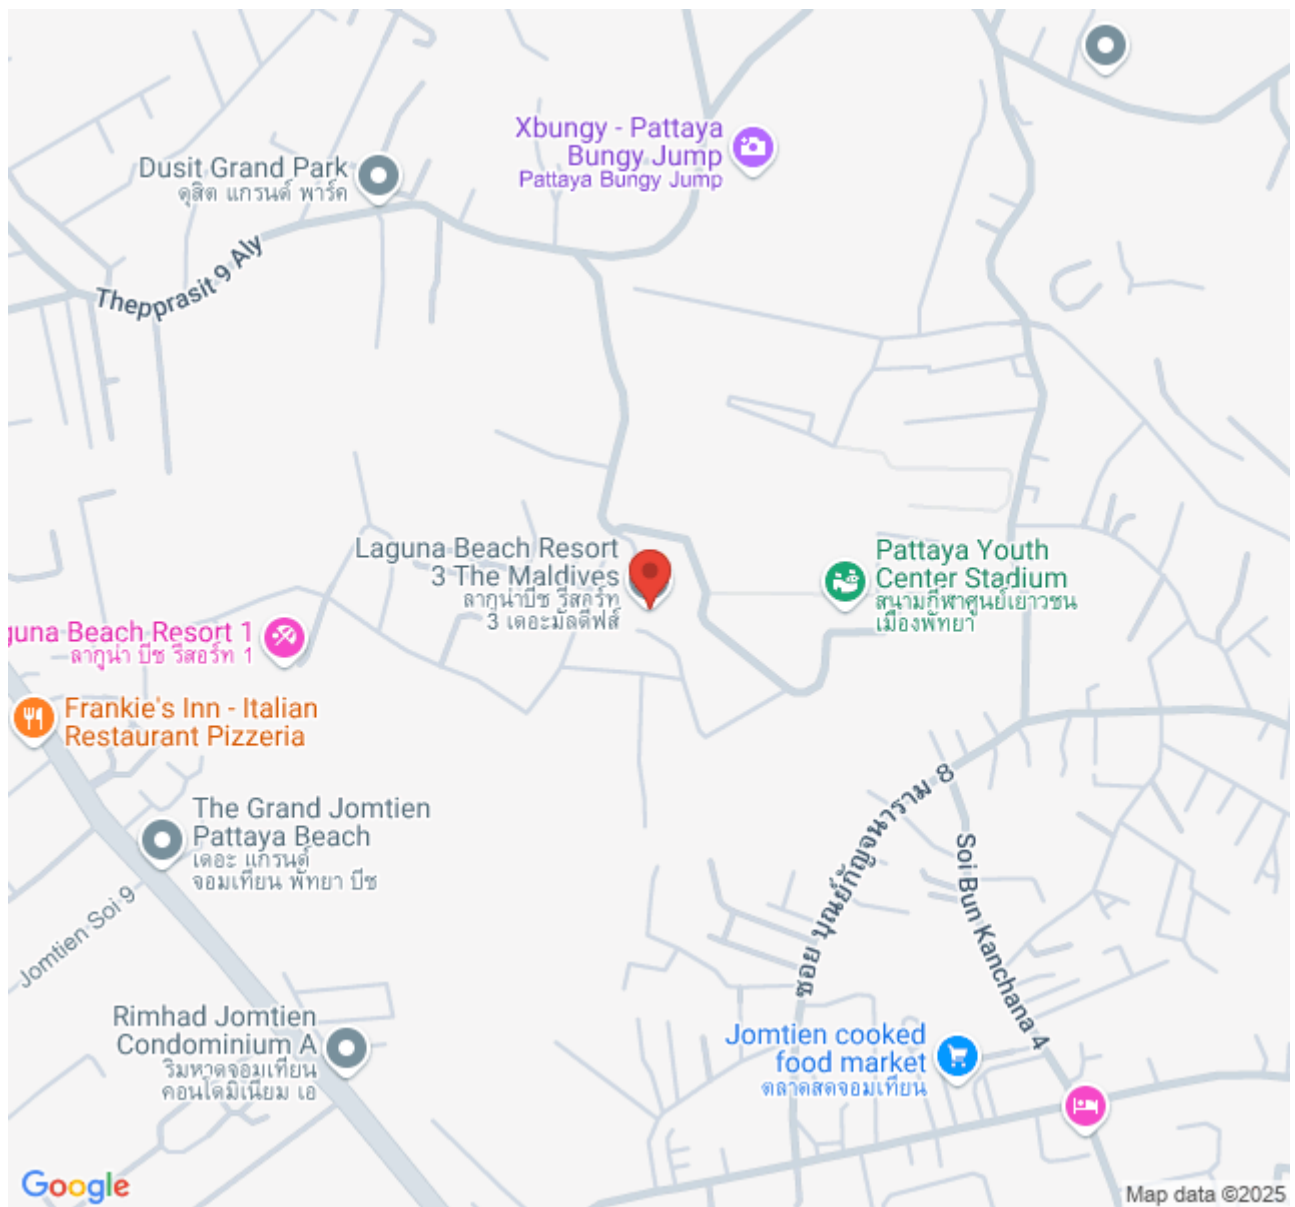 Xbungy - Pattaya
Bungy Jump
Pattaya Bungy Jump
Dusit Grand Park
ดุสิต แกรนด์ พาร์ค
Thepprasit 9 Aly
Laguna Beach Resort
3 The Maldives
ลากูน่าบีช รีสอร์ท
3 เดอะมัลดีฟส์
Pattaya Youth
Center Stadium
สนามกีฬาศูนย์เยาวชน
เมืองพัทยา
guna Beach Resort 1
ลากูน่า บีช รีสอร์ท 1
Frankie's Inn - Italian
Restaurant Pizzeria
The Grand Jomtien
Pattaya Beach
เดอะ แกรนด์
จอมเทียน พัทยา บีช
ซอย บุณย์กัญจนาราม 8
Soi Bun Kanchana 4
Jomtien Soi 9
Rimhad Jomtien
Condominium A
ริมหาดจอมเทียน
คอนโดมิเนียม เอ
Jomtien cooked
food market
ตลาดสดจอมเทียน
Google
Map data ©2025